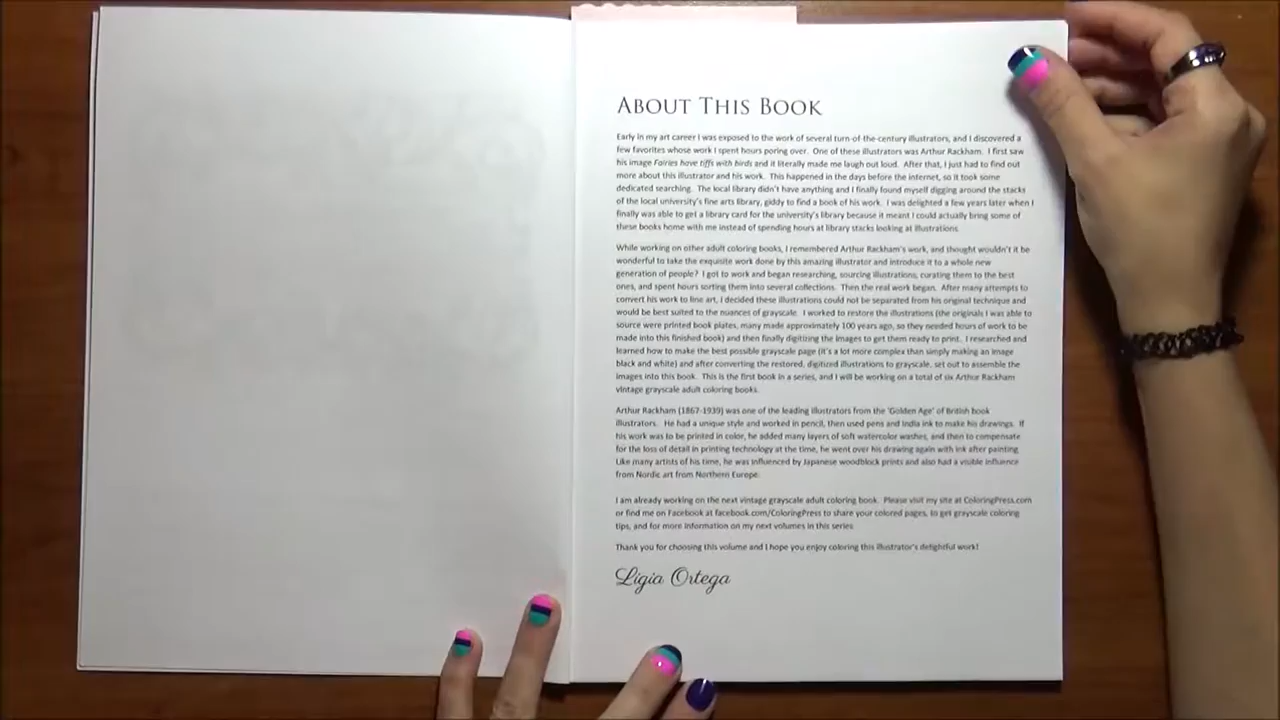 ABOUT THIS BOOK
Early in my art career I was exposed to the work of several turn-of-the-century illustrators, and I discovered a
few favorites whose work I spent hours poring over. One of these illustrators was Arthur Rackham. I first saw
his image Fairies have tiffs with birds and it literally made me laugh out loud. After that, I just had to find out
more about this illustrator and his work. This happened in the days before the internet, so it took some
dedicated searching. The local library didn't have anything and I finally found myself digging around the stacks
of the local university's fine arts library, giddy to find a book of his work. I was delighted a few years later when I
finally was able to get a library card for the university's library because it meant I could actually bring some of
these books home with me instead of spending hours at library stacks looking at illustrations.
While working on other adult coloring books, I remembered Arthur Rackham's work, and thought wouldn't it be
wonderful to take the exquisite work done by this amazing illustrator and introduce it to a whole new
generation of people? I got to work and began researching, sourcing illustrations, curating them to the best
ones, and spent hours sorting them into several collections. Then the real work began. After many attempts to
convert his work to line art, I decided these illustrations could not be separated from his original technique and
would be best suited to the nuances of grayscale. I worked to restore the illustrations (the originals I was able to
source were printed book plates, many made approximately 100 years ago, so they needed hours of work to be
made into this finished book) and then finally digitizing the images to get them ready to print. I researched and
learned how to make the best possible grayscale page (it's a lot more complex than simply making an image
black and white) and after converting the restored, digitized illustrations to grayscale, set out to assemble the
images into this book. This is the first book in a series, and I will be working on a total of six Arthur Rackham
vintage grayscale adult coloring books.
Arthur Rackham (1867-1939) was one of the leading illustrators from the 'Golden Age' of British book
illustrators. He had a unique style and worked in pencil, then used pens and India ink to make his drawings. If
his work was to be printed in color, he added many layers of soft watercolor washes, and then to compensate
for the loss of detail in printing technology at the time, he went over his drawing again with ink after painting.
Like many artists of his time, he was influenced by Japanese woodblock prints and also had a visible influence
from Nordic art from Northern Europe.
I am already working on the next vintage grayscale adult coloring book. Please visit my site at ColoringPress.com
or find me on Facebook at facebook.com/ColoringPress to share your colored pages, to get grayscale coloring
tips, and for more information on my next volumes in this series.
Thank you for choosing this volume and I hope you enjoy coloring this illustrator's delightful work!
Ligia Ortega